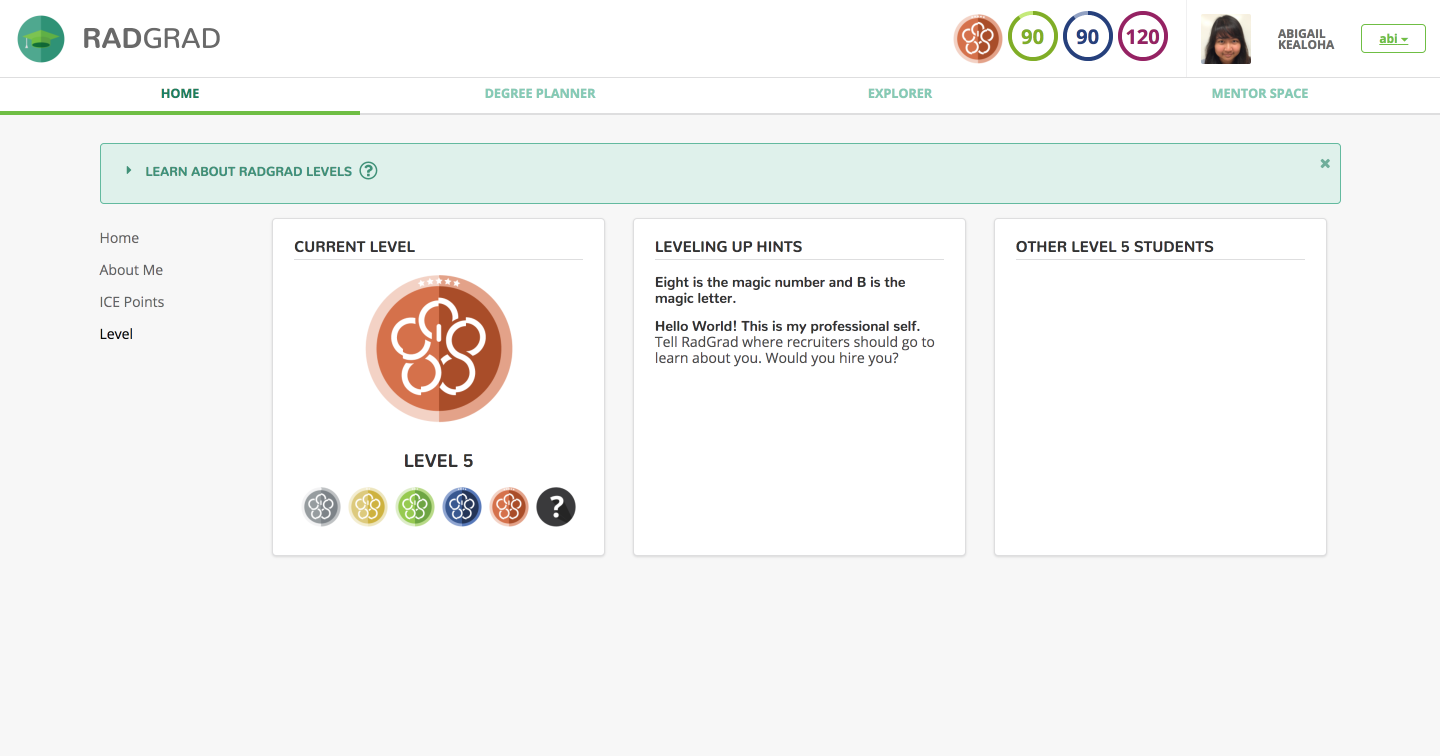 RADGRAD
90
90
120
ABIGAIL
KEALOHA
abi
HOME
DEGREE PLANNER
EXPLORER
MENTOR SPACE
LEARN ABOUT RADGRAD LEVELS ?
Home
About Me
ICE Points
Level
CURRENT LEVEL
LEVEL 5
?
LEVELING UP HINTS
Eight is the magic number and B is the
magic letter.
Hello World! This is my professional self.
Tell RadGrad where recruiters should go to
learn about you. Would you hire you?
OTHER LEVEL 5 STUDENTS